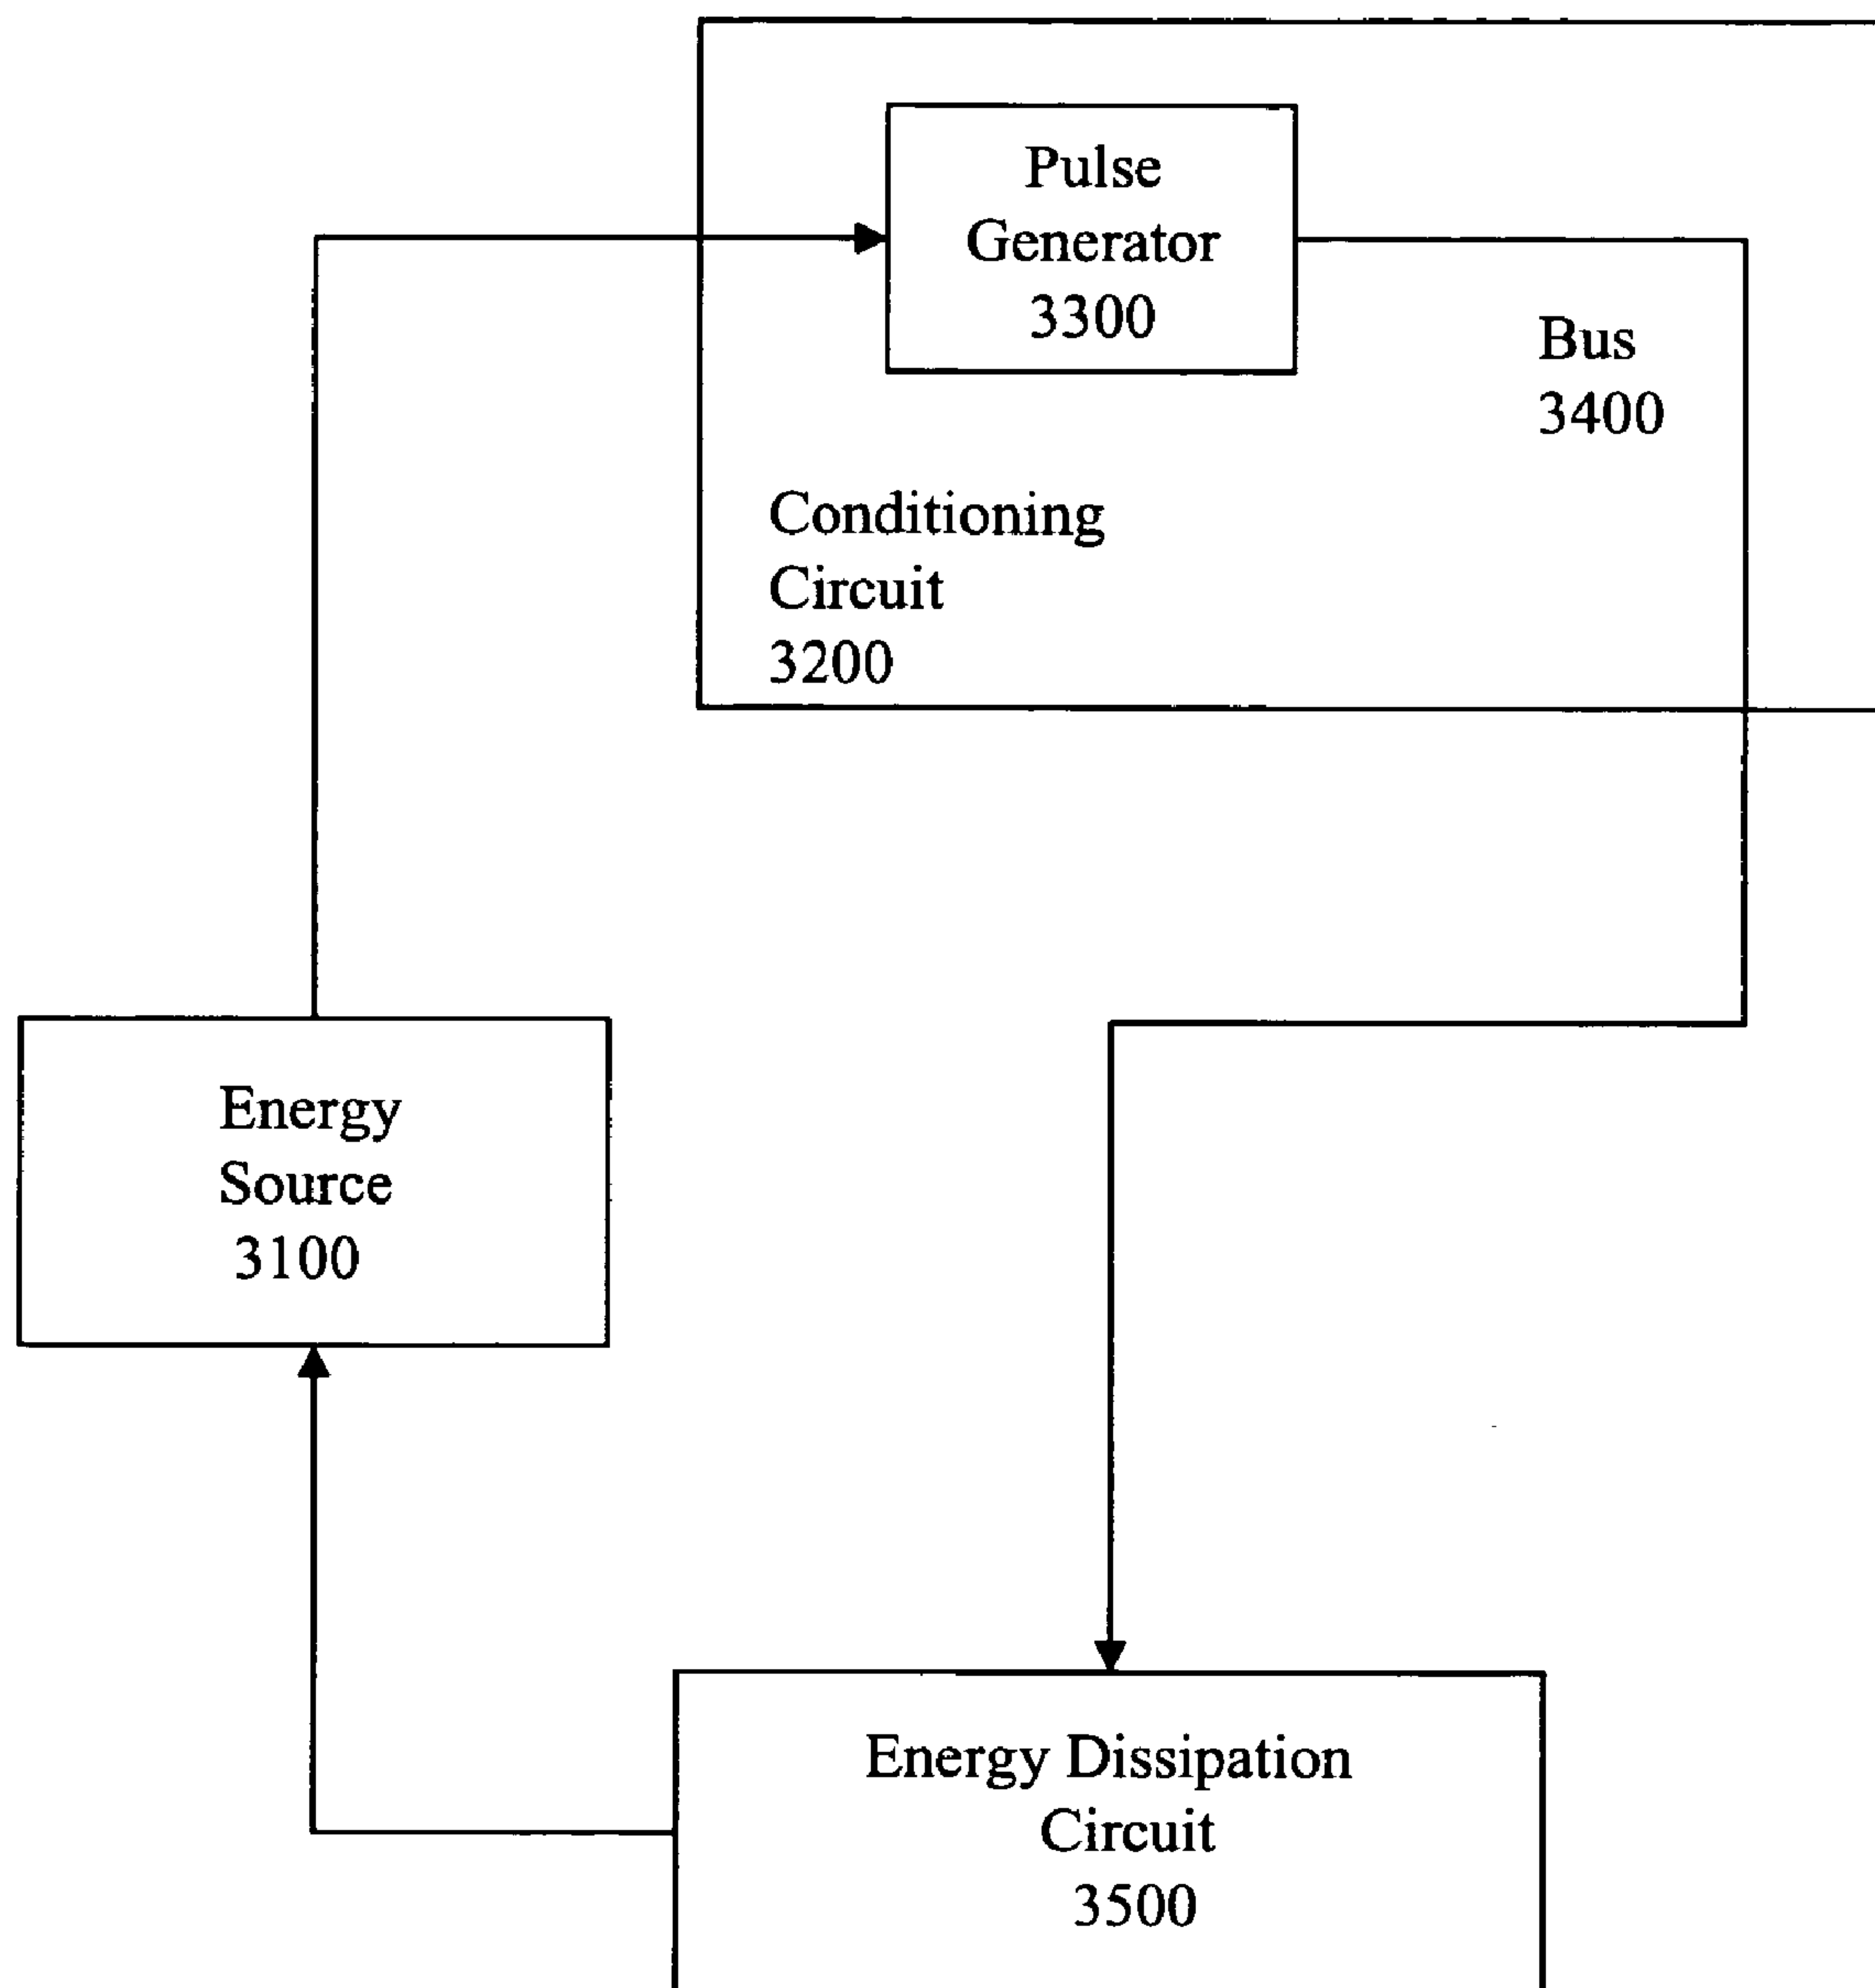 Pulse
Generator
3300
Bus
3400
Conditioning
Circuit
3200
Energy
Source
3100
Energy Dissipation
Circuit
3500